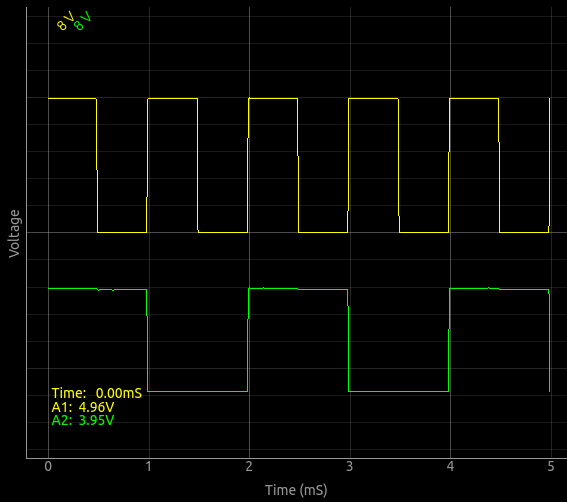 8 V 8 V
Voltage
Time: 0.00mS
A1: 4.96V
A2: 3.95V
0 1 2 3 4 5
Time (mS)